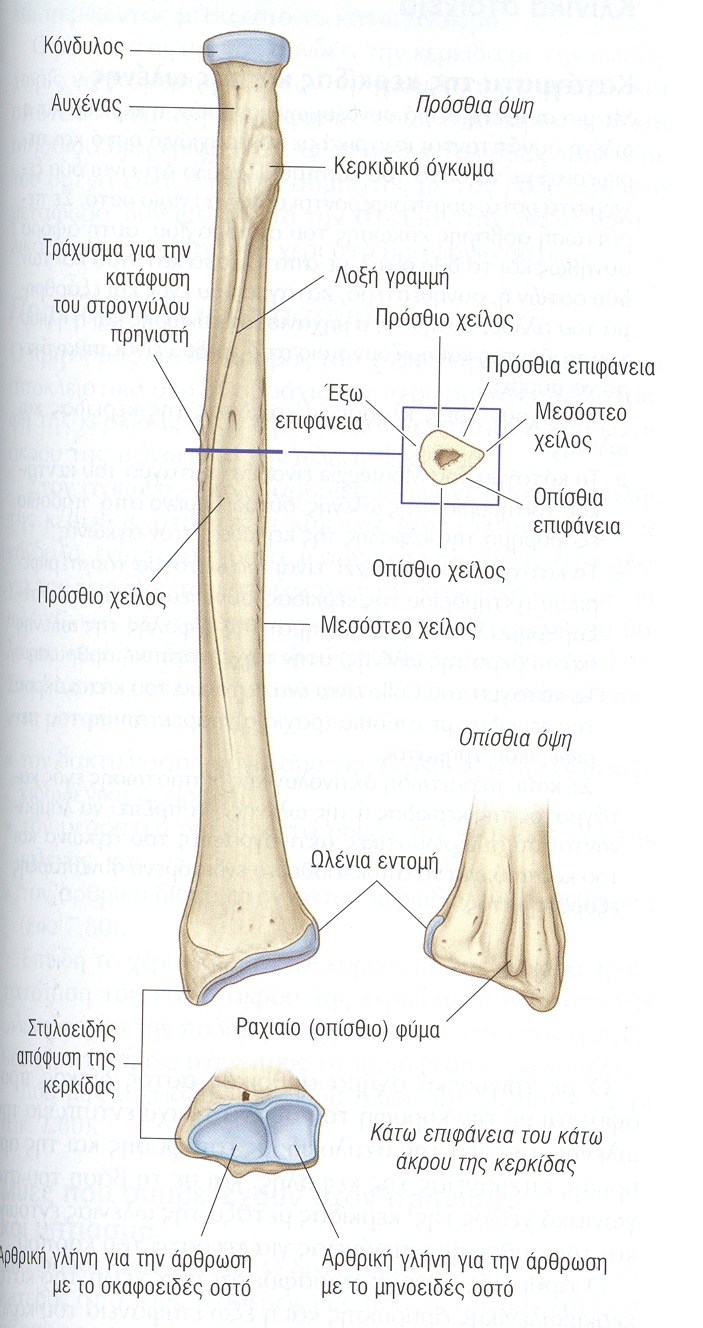 Κόνδυλος
Αυχένας
Πρόσθια όψη
Κερκιδικό όγκωμα
Τράχυσμα για την
κατάφυση
του στρογγύλου
πρηνιστή
Λοξή γραμμή
Πρόσθιο χείλος
Πρόσθια επιφάνεια
Έξω
επιφάνεια
Μεσόστεο
χείλος
Οπίσθια
επιφάνεια
Οπίσθιο χείλος
Πρόσθιο χείλος
Μεσόστεο χείλος
Οπίσθια όψη
Ωλένια εντομή
Ραχιαίο (οπίσθιο) φύμα
Στυλοειδής
απόφυση της
κερκίδας
Κάτω επιφάνεια του κάτω
άκρου της κερκίδας
Αρθρική γλήνη για την άρθρωση
με το σκαφοειδές οστό
Αρθρική γλήνη για την άρθρωση
με το μηνοειδές οστό